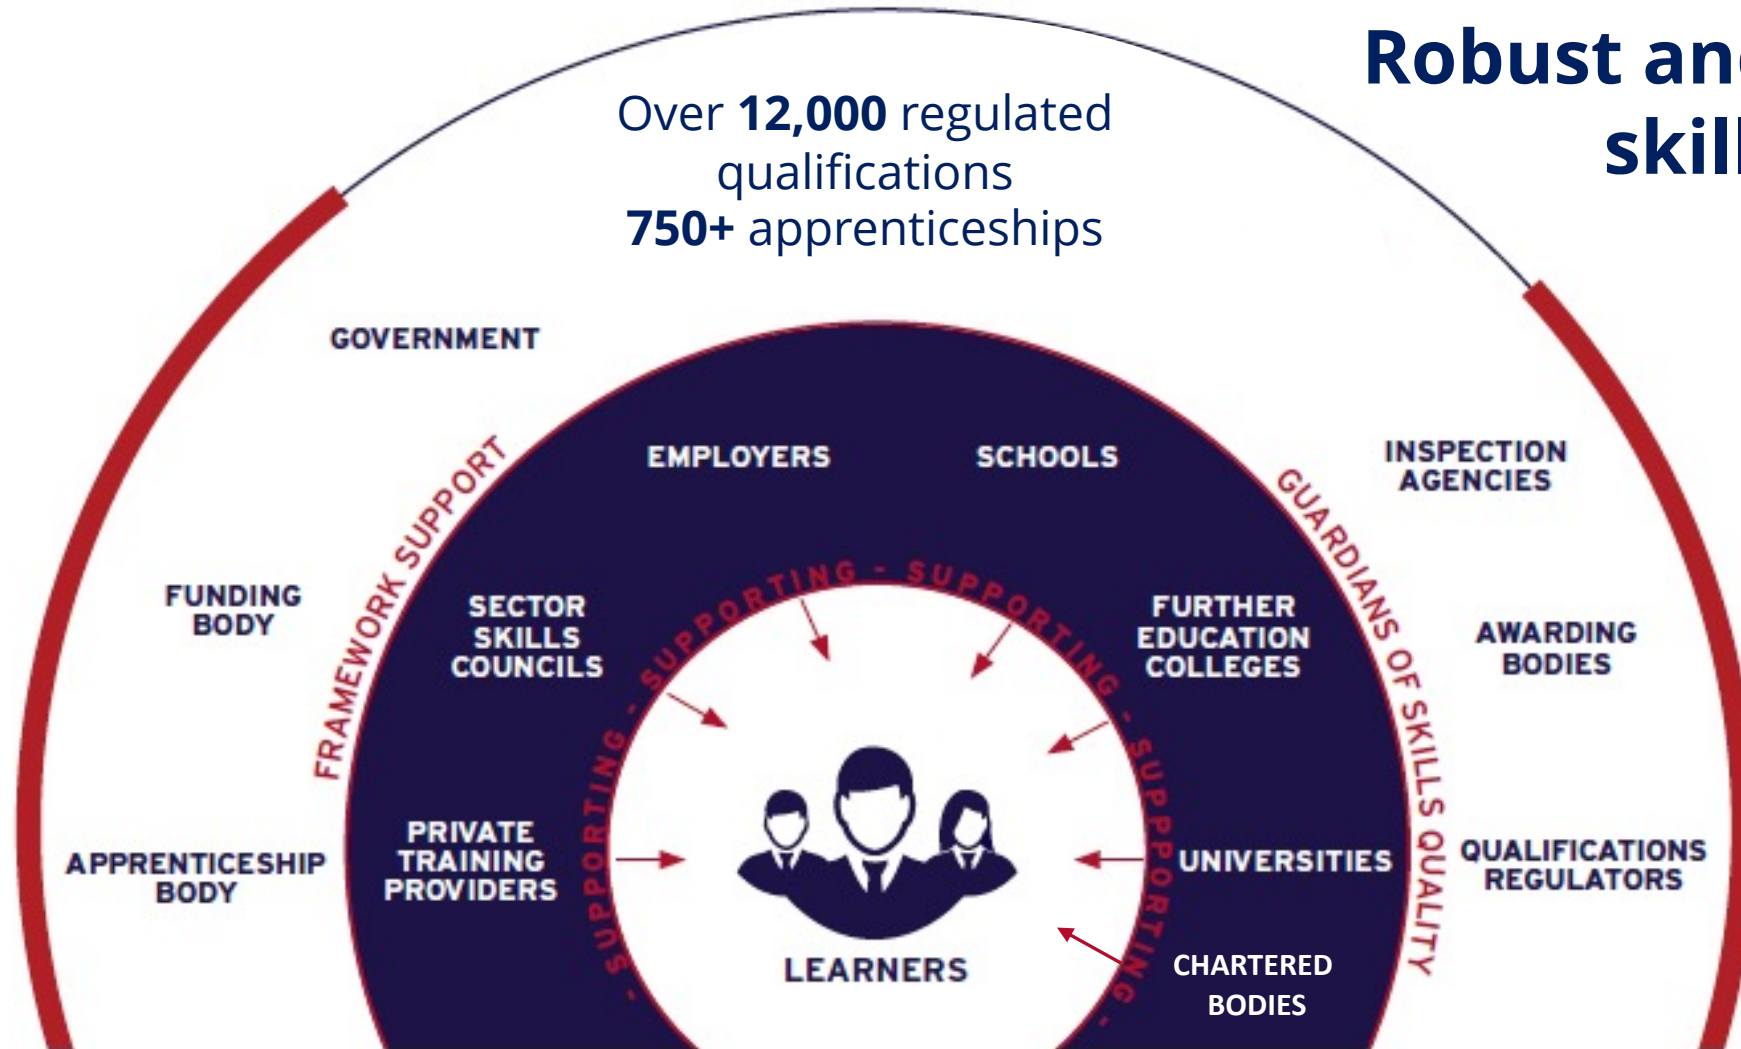 Robust an
skill
Over 12,000 regulated
qualifications
750+ apprenticeships
GOVERNMENT
FUNDING
BODY
APPRENTICESHIP
BODY
FRAMEWORK SUPPORT
EMPLOYERS
SCHOOLS
SECTOR
SKILLS
COUNCILS
FURTHER
EDUCATION
COLLEGES
PRIVATE
TRAINING
PROVIDERS
UNIVERSITIES
CHARTERED
BODIES
- SUPPORTING - SUPPORTING - SUPPORTING - SUPPORTING -
LEARNERS
GUARDIANS OF SKILLS QUALITY
INSPECTION
AGENCIES
AWARDING
BODIES
QUALIFICATIONS
REGULATORS